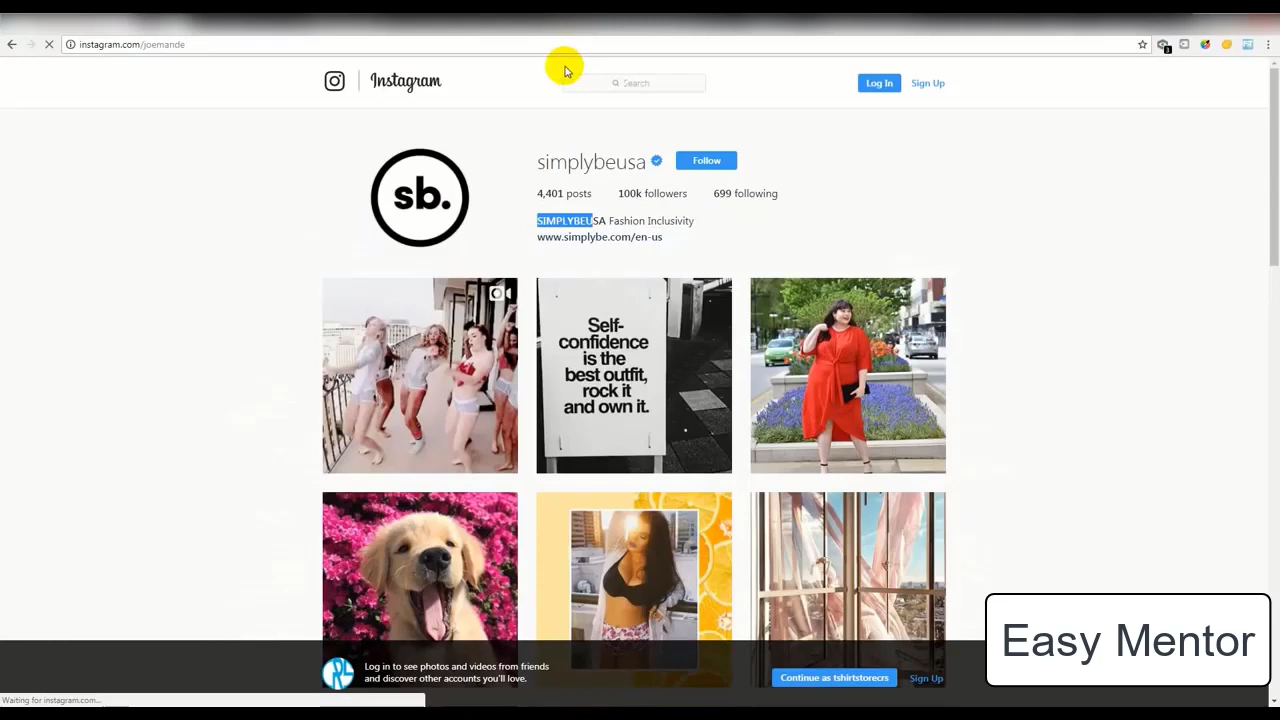 instagram.com/joemande
3
Instagram
Search
Log In
Sign Up
sb.
simplybeusa
Follow
4,401 posts 100k followers 699 following
SIMPLYBEUSA Fashion Inclusivity
www.simplybe.com/en-us
Self-
confidence
is the
best outfit,
rock it
and own it.
Log in to see photos and videos from friends
and discover other accounts you'll love.
Continue as tshirtstorecrs
Sign Up
Easy Mentor
Waiting for instagram.com...